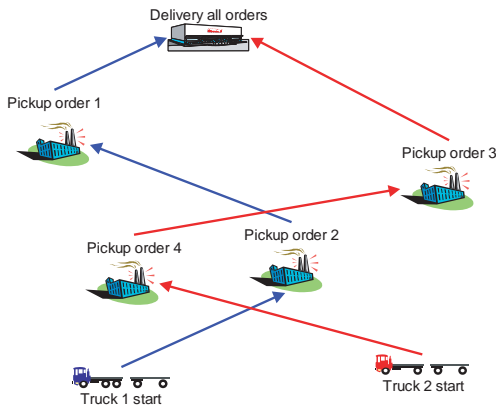 Delivery all orders
Pickup order 1
Pickup order 3
Pickup order 4
Pickup order 2
Truck 1 start
Truck 2 start